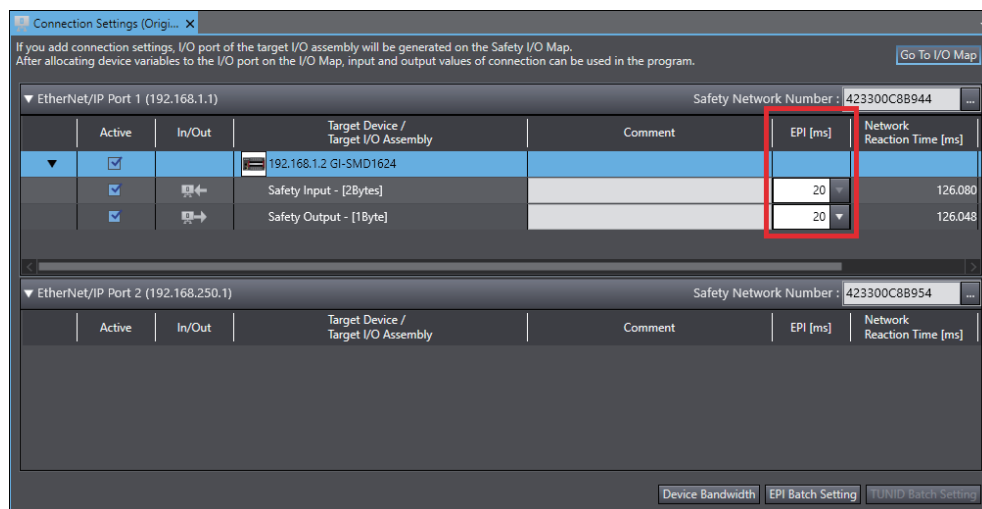 Connection Settings (Origi... X
If you add connection settings, I/O port of the target I/O assembly will be generated on the Safety I/O Map.
After allocating device variables to the I/O port on the I/O Map, input and output values of connection can be used in the program.
Go To I/O Map
▼ EtherNet/IP Port 1 (192.168.1.1) Safety Network Number : 423300C8B944 ...
Active In/Out Target Device / Target I/O Assembly Comment EPI [ms] Network Reaction Time [ms]
▼ 192.168.1.2 GI-SMD1624
Safety Input - [2Bytes] 20 126.080
Safety Output - [1Byte] 20 126.048
▼ EtherNet/IP Port 2 (192.168.250.1) Safety Network Number : 423300C8B954 ...
Active In/Out Target Device / Target I/O Assembly Comment EPI [ms] Network Reaction Time [ms]
Device Bandwidth EPI Batch Setting TUNID Batch Setting